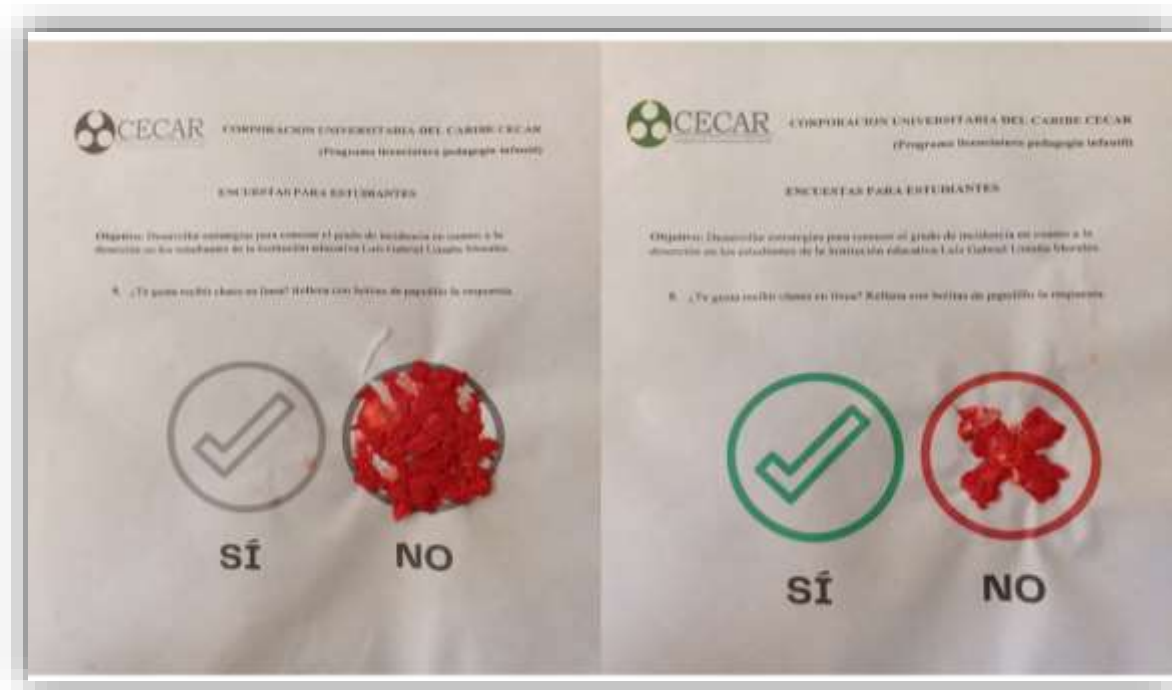 CECAR
CORPORACION UNIVERSITARIA DEL CARIBE CECAR
(Programa licenciatura pedagogía infantil)
ENCUESTAS PARA ESTUDIANTES
Objetivo: Desarrollar estrategias para conocer el grado de incidencia en cuanto a la
deserción en los estudiantes de la institución educativa Luis Gabriel
¿Te gusta recibir clases en línea? Rellena con bolitas de papelillo la respuesta.
SÍ
NO
CECAR
CORPORACION UNIVERSITARIA DEL CARIBE CECAR
(Programa licenciatura pedagogía infantil)
ENCUESTAS PARA ESTUDIANTES
Objetivo: Desarrollar estrategias para conocer el grado de incidencia en cuanto a la
deserción en los estudiantes de la institución educativa Luis Gabriel
¿Te gusta recibir clases en línea? Rellena con bolitas de papelillo la respuesta.
SÍ
NO